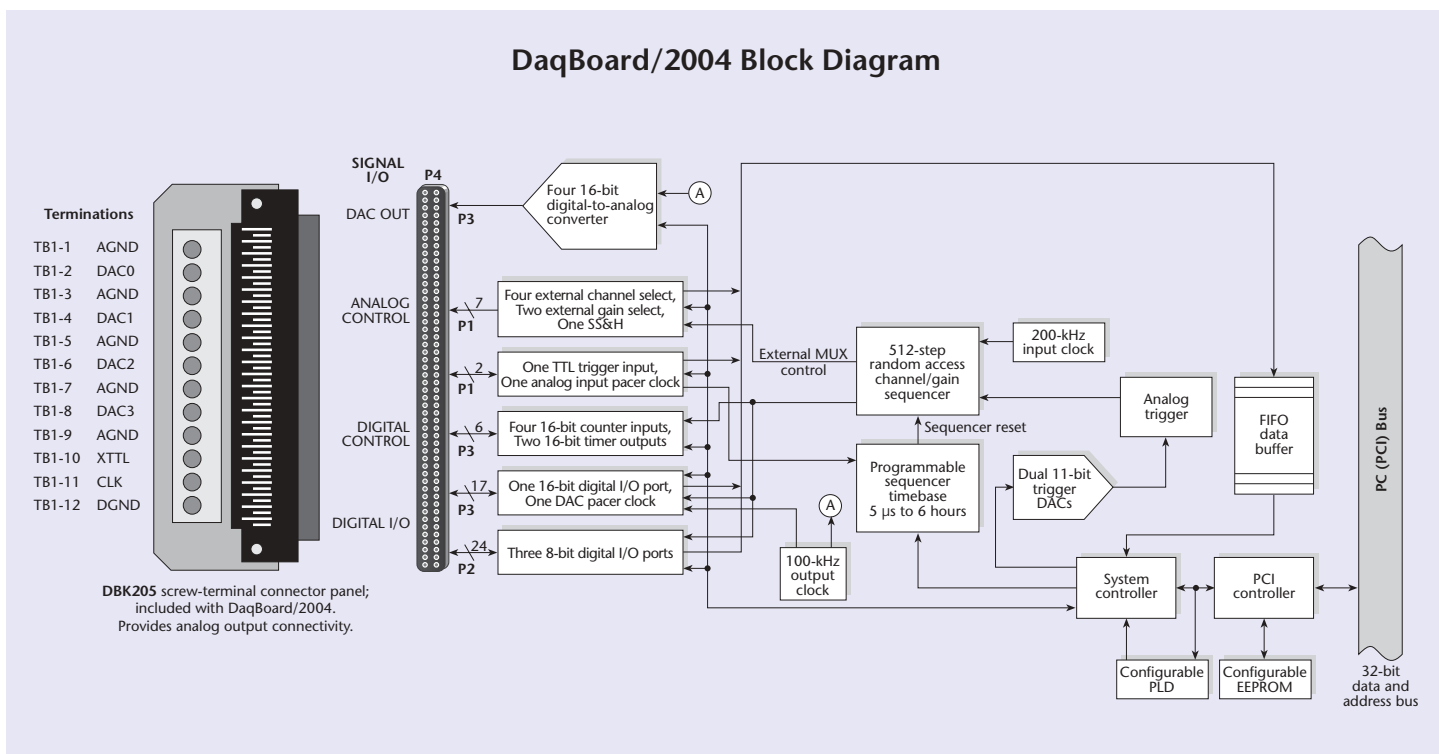 DaqBoard/2004 Block Diagram
Terminations
TB1-1 AGND
TB1-2 DAC0
TB1-3 AGND
TB1-4 DAC1
TB1-5 AGND
TB1-6 DAC2
TB1-7 AGND
TB1-8 DAC3
TB1-9 AGND
TB1-10 XTTL
TB1-11 CLK
TB1-12 DGND
DBK205 screw-terminal connector panel;
included with DaqBoard/2004.
Provides analog output connectivity.
SIGNAL
I/O
P4
DAC OUT
P3
ANALOG
CONTROL
7
P1
2
P1
DIGITAL
CONTROL
6
P3
17
P3
DIGITAL I/O
24
P2
Four 16-bit
digital-to-analog
converter
A
Four external channel select,
Two external gain select,
One SS&H
One TTL trigger input,
One analog input pacer clock
Four 16-bit counter inputs,
Two 16-bit timer outputs
One 16-bit digital I/O port,
One DAC pacer clock
Three 8-bit digital I/O ports
External MUX
control
512-step
random access
channel/gain
sequencer
200-kHz
input clock
Sequencer reset
Programmable
sequencer
timebase
5 µs to 6 hours
A
100-kHz
output
clock
Analog
trigger
Dual 11-bit
trigger
DACs
FIFO
data
buffer
System
controller
PCI
controller
Configurable
PLD
Configurable
EEPROM
PC (PCI) Bus
32-bit
data and
address bus